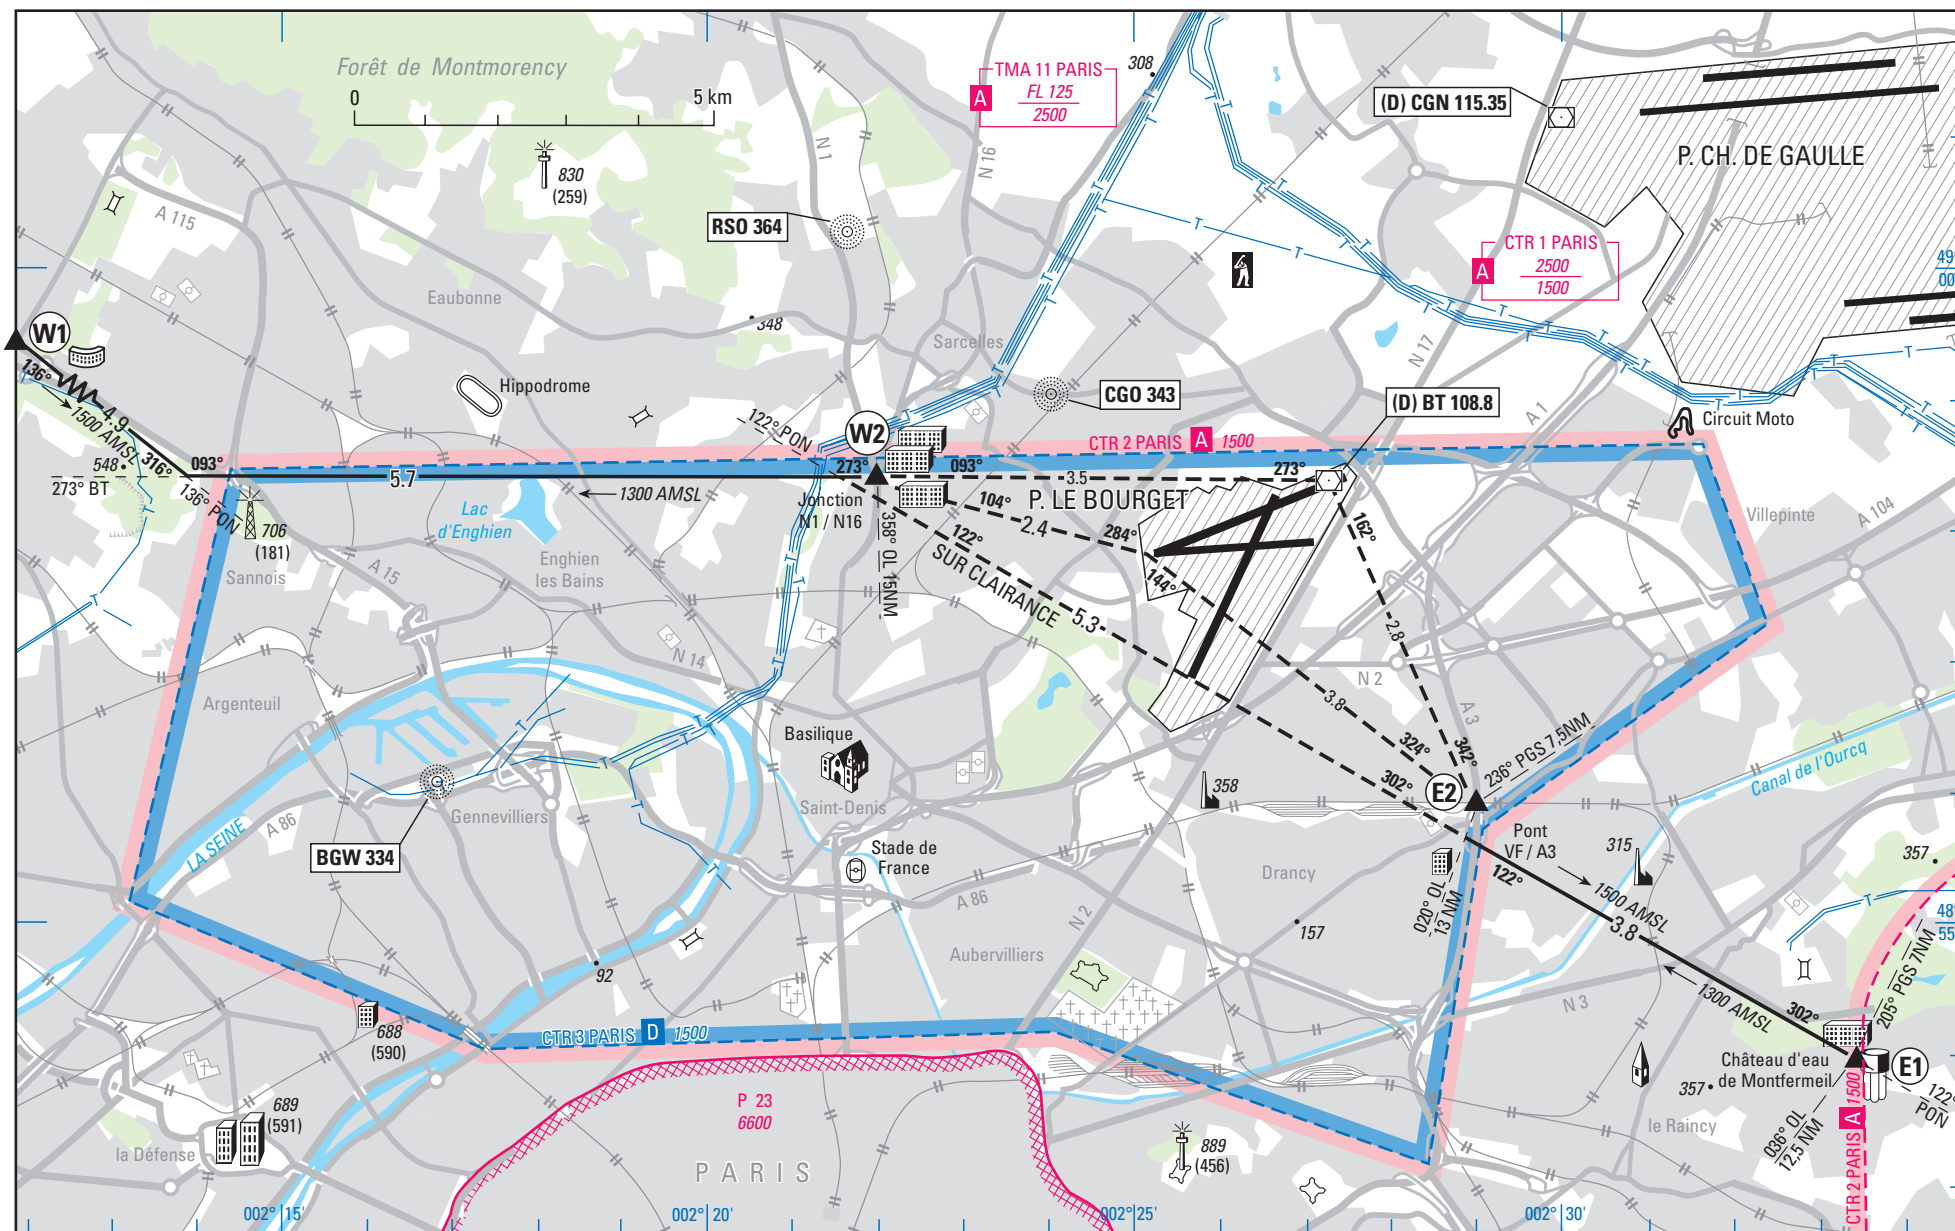 Forêt de Montmorency
0 5 km
830
(259)
A 115
N 1
N 16
308
TMA 11 PARIS
A
FL 125
2500
(D) CGN 115.35
P. CH. DE GAULLE
RSO 364
CTR 1 PARIS
A
2500
1500
49°
00'
Eaubonne
348
Sarcelles
W1
136°
4.9
1500 AMSL
316°
093°
548
273° BT
136° PON
706
(181)
Sannois
A 15
Hippodrome
5.7
Lac
d'Enghien
Enghien
les Bains
1300 AMSL
122° PON
W2
273°
093°
3.5
273°
CGO 343
(D) BT 108.8
N 17
A 1
Circuit Moto
CTR 2 PARIS A 1500
Jonction
N1 / N16
358° OL 15NM
P. LE BOURGET
104°
2.4
284°
122°
SUR CLAIRANCE
5.3
144°
162°
2.8
3.8
324°
342°
302°
Villepinte
A 104
N 14
N 2
A 3
236° PGS 7,5NM
Argenteuil
LA SEINE
A 86
Gennevilliers
BGW 334
Basilique
Saint-Denis
Stade de
France
A 86
358
E2
Pont
VF / A3
122°
315
1500 AMSL
3.8
Canal de l'Ourcq
357
Drancy
020° OL
13 NM
157
N 2
Aubervilliers
48°
55'
205° PGS 7NM
N 3
1300 AMSL
302°
92
688
(590)
CTR 3 PARIS D 1500
Château d'eau
de Montfermeil
E1
122°
PON
357
036° OL
12,5 NM
CTR 2 PARIS A 1500
le Raincy
689
(591)
la Défense
P 23
6600
PARIS
889
(456)
002° 15'
002° 20'
002° 25'
002° 30'